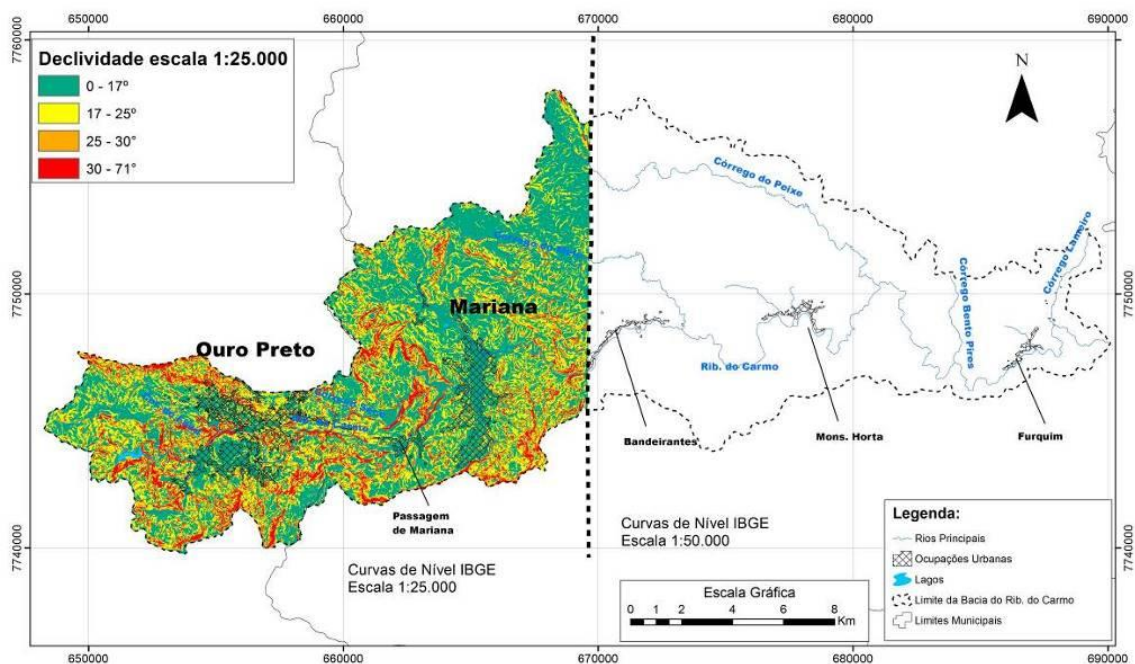 650000 660000 670000 680000 690000
7760000 7760000
Declividade escala 1:25.000
0 - 17º
17 - 25°
25 - 30°
30 - 71°
N
Córrego do Peixe
Córrego Lameiro
Córrego Bento Pires
7750000 7750000
Mariana
Ouro Preto
Rib. do Carmo
Bandeirantes
Mons. Horta
Furquim
Passagem
de Mariana
Curvas de Nível IBGE
Escala 1:50.000
Curvas de Nível IBGE
Escala 1:25.000
7740000 7740000
Legenda:
Rios Principais
Ocupações Urbanas
Lagos
Limite da Bacia do Rib. do Carmo
Limites Municipais
Escala Gráfica
0 1 2 4 6 8
Km
650000 660000 670000 680000 690000